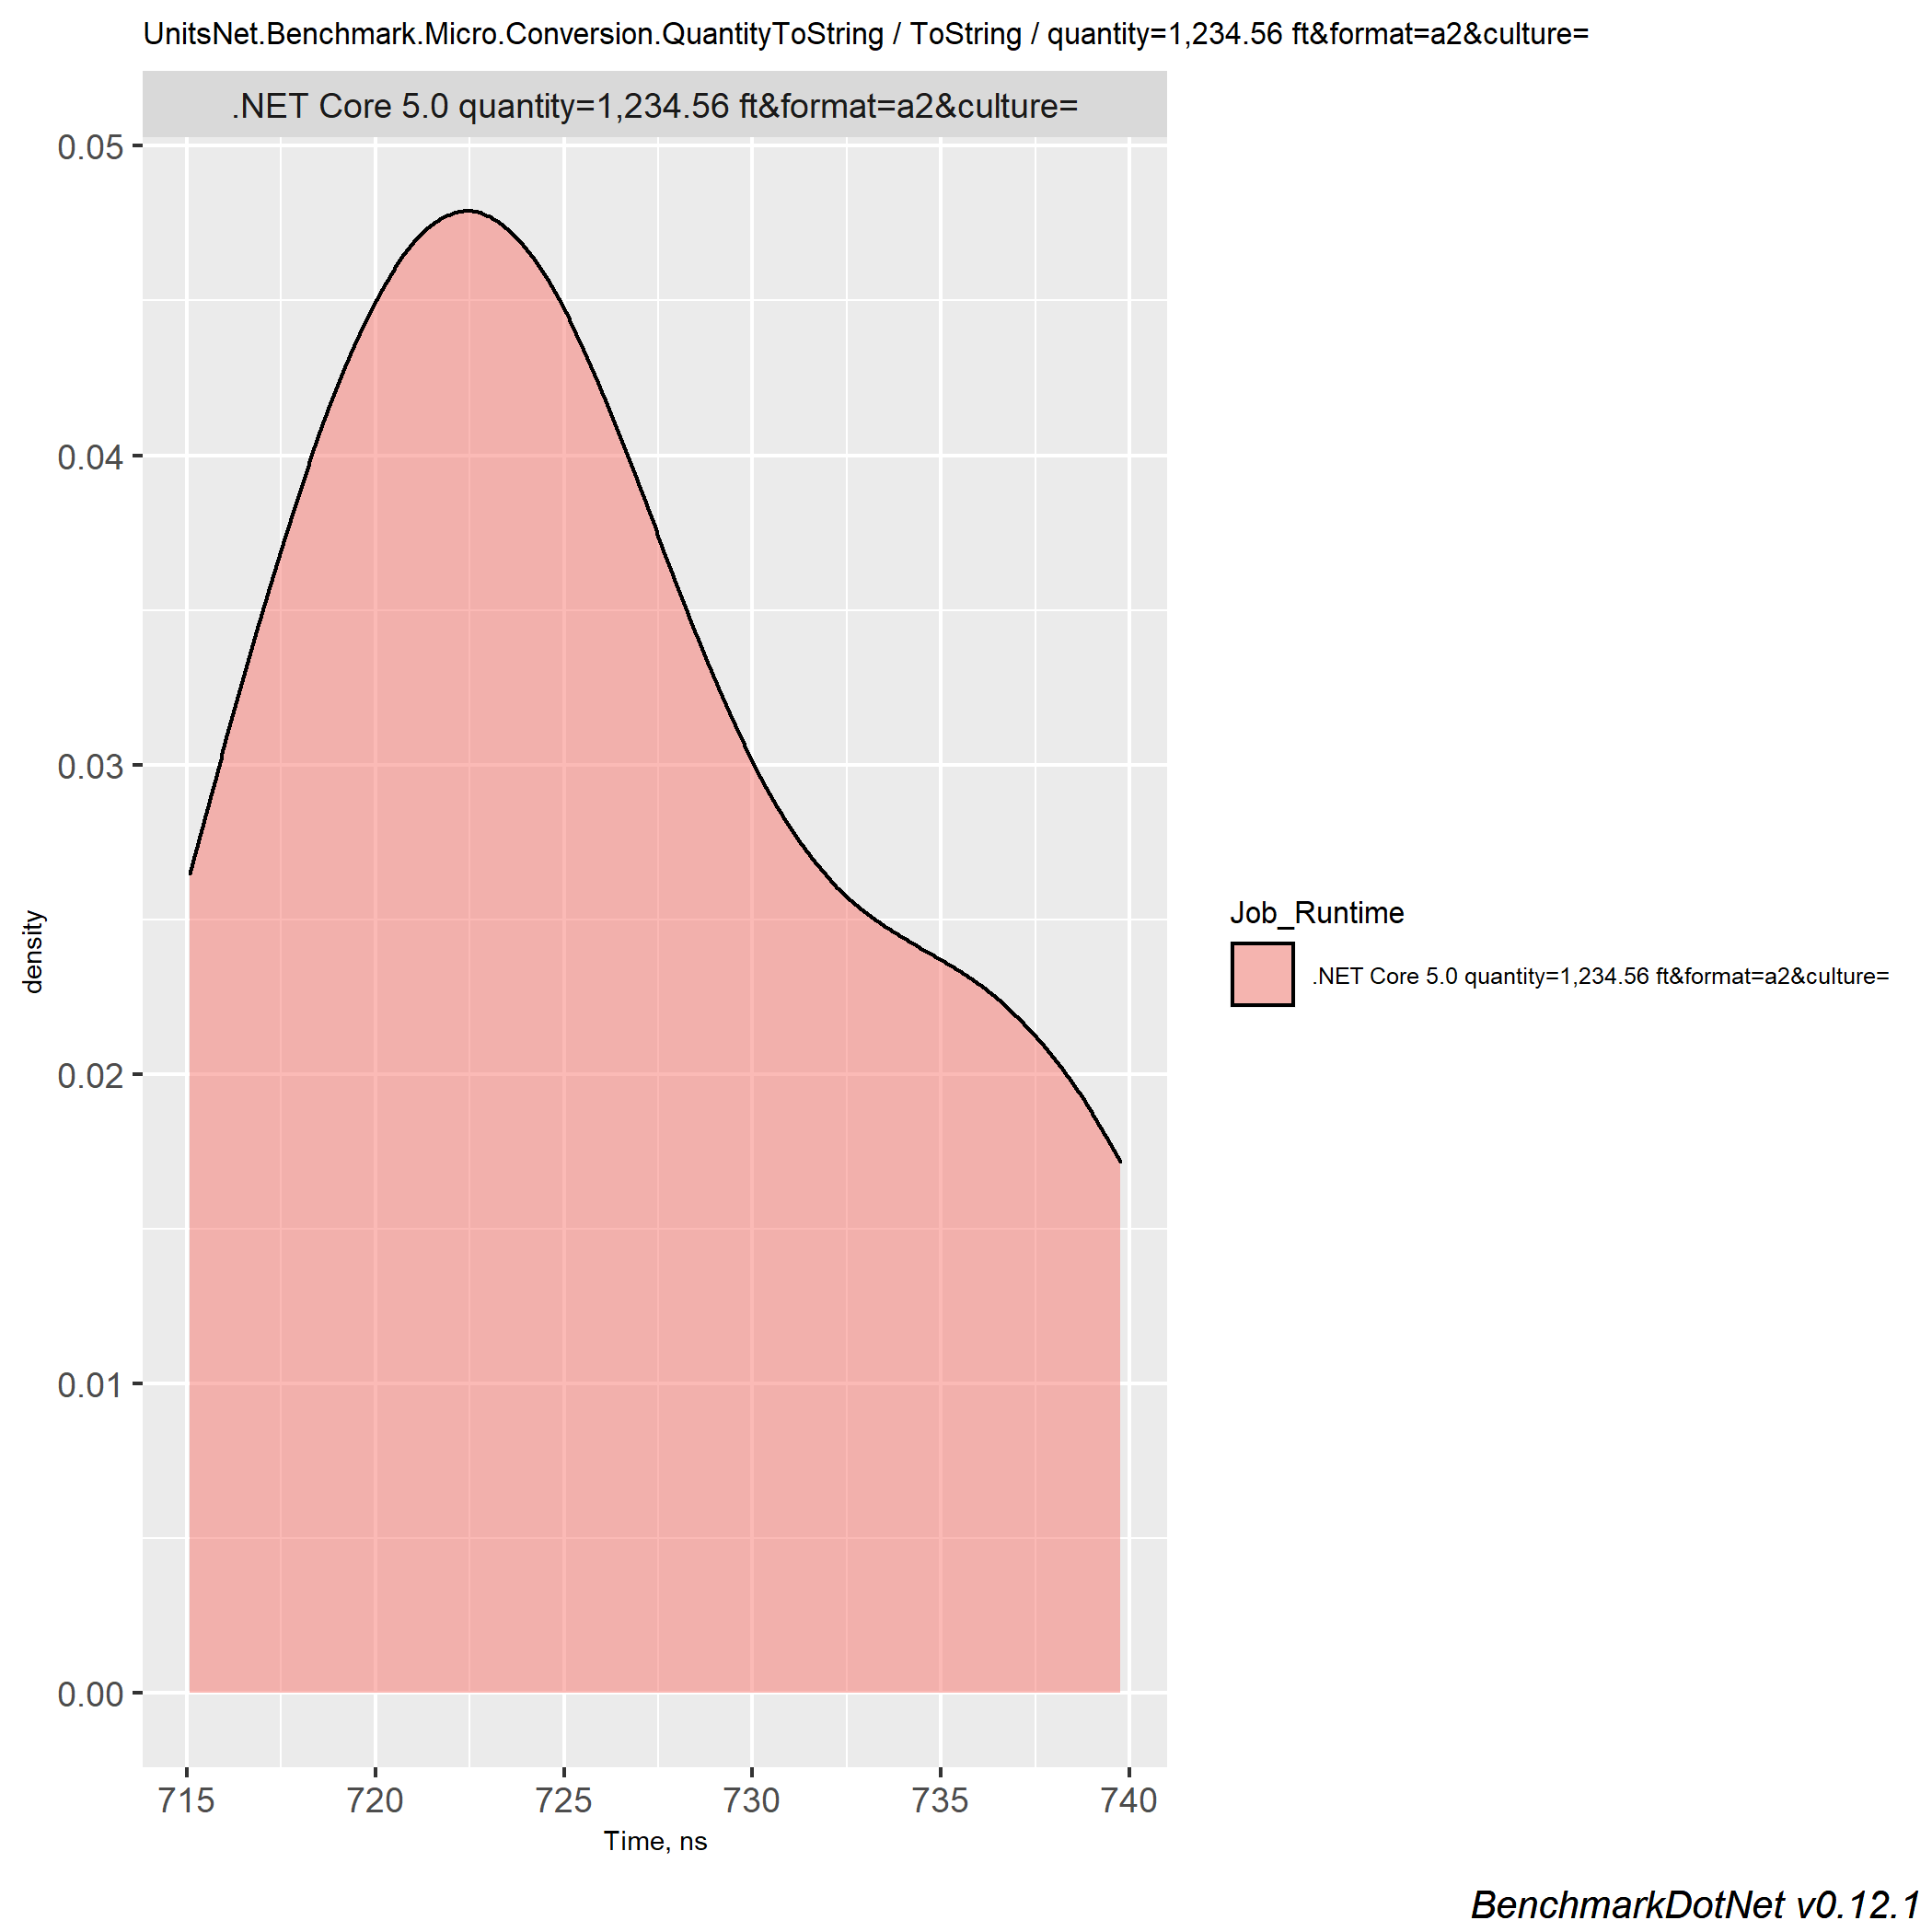 UnitsNet.Benchmark.Micro.Conversion.QuantityToString / ToString / quantity=1,234.56 ft&format=a2&culture=
.NET Core 5.0 quantity=1,234.56 ft&format=a2&culture=
0.05
0.04
0.03
0.02
0.01
0.00
density
715 720 725 730 735 740
Time, ns
Job_Runtime
.NET Core 5.0 quantity=1,234.56 ft&format=a2&culture=
BenchmarkDotNet v0.12.1